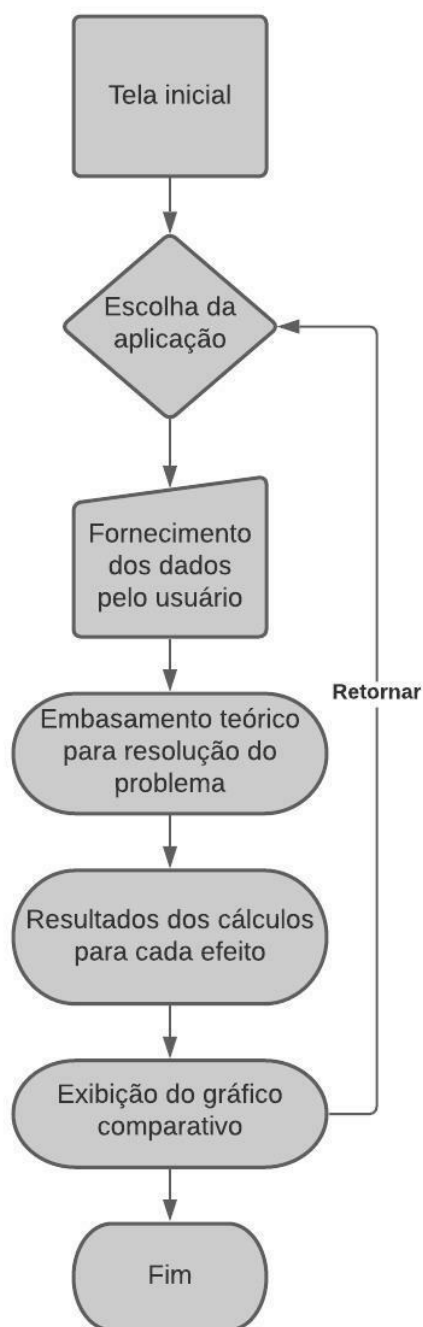 Tela inicial
Escolha da
aplicação
Fornecimento
dos dados
pelo usuário
Retornar
Embasamento teórico
para resolução do
problema
Resultados dos cálculos
para cada efeito
Exibição do gráfico
comparativo
Fim